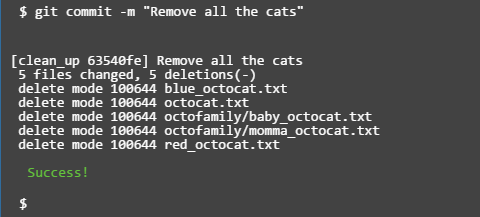 $ git commit -m "Remove all the cats"
[clean_up 63540fe] Remove all the cats
5 files changed, 5 deletions(-)
delete mode 100644 blue_octocat.txt
delete mode 100644 octocat.txt
delete mode 100644 octofamily/baby_octocat.txt
delete mode 100644 octofamily/momma_octocat.txt
delete mode 100644 red_octocat.txt
Success!
$